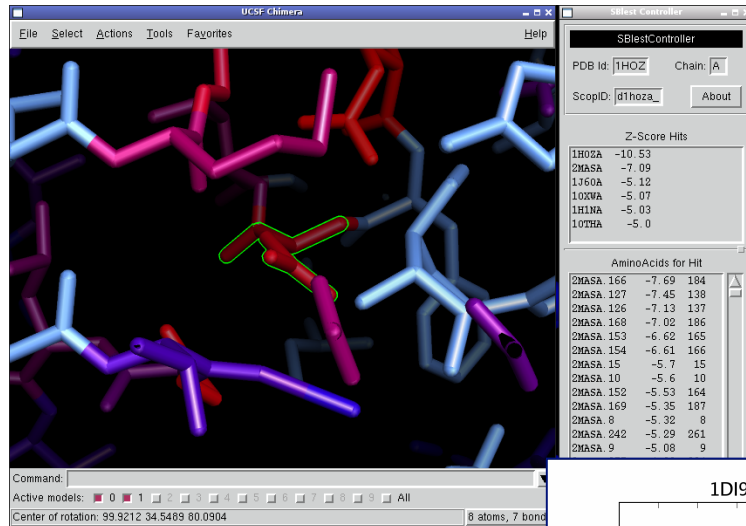 UCSF Chimera
File Select Actions Tools Favorites Help
Command:
Active models: 0 1 2 3 4 5 6 7 8 9 All
Center of rotation: 99.9212 34.5489 80.0904
8 atoms, 7 bond
SBlest Controller
SBlestController
PDB Id: 1HOZ Chain: A
ScopID: d1hoza_ About
Z-Score Hits
1HOZA -10.53
2MASA -7.09
1J6OA -5.12
1OXWA -5.07
1H1NA -5.03
1OTHA -5.0
AminoAcids for Hit
2MASA.166 -7.69 184
2MASA.127 -7.45 138
2MASA.126 -7.13 137
2MASA.168 -7.02 186
2MASA.153 -6.62 165
2MASA.154 -6.61 166
2MASA.15 -5.7 15
2MASA.10 -5.6 10
2MASA.152 -5.53 164
2MASA.169 -5.35 187
2MASA.8 -5.32 8
2MASA.242 -5.29 261
2MASA.9 -5.08 9
1DI9